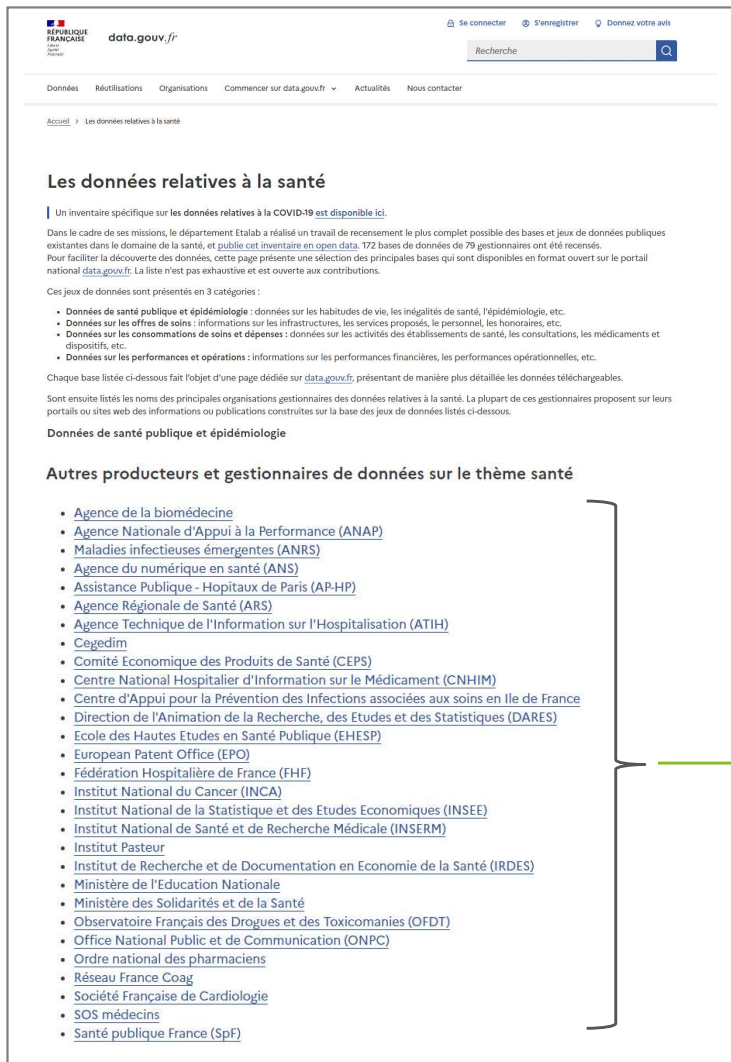 Se connecter S'enregistrer Donnez votre avis
RÉPUBLIQUE
FRANÇAISE
Liberté
Égalité
Fraternité
data.gouv.fr
Recherche
Données Réutilisations Organisations Commencer sur data.gouv.fr Actualités Nous contacter
Accueil > Les données relatives à la santé
Les données relatives à la santé
Un inventaire spécifique sur les données relatives à la COVID-19 est disponible ici.
Dans le cadre de ses missions, le département Etalab a réalisé un travail de recensement le plus complet possible des bases et jeux de données publiques
existantes dans le domaine de la santé, et publie cet inventaire en open data. 172 bases de données de 79 gestionnaires ont été recensés.
Pour faciliter la découverte des données, cette page présente une sélection des principales bases qui sont disponibles en format ouvert sur le portail
national data.gouv.fr. La liste n'est pas exhaustive et est ouverte aux contributions.
Ces jeux de données sont présentés en 3 catégories :
• Données de santé publique et épidémiologie : données sur les habitudes de vie, les inégalités de santé, l'épidémiologie, etc.
• Données sur les offres de soins : informations sur les infrastructures, les services proposés, le personnel, les honoraires, etc.
• Données sur les consommations de soins et dépenses : données sur les activités des établissements de santé, les consultations, les médicaments et
dispositifs, etc.
• Données sur les performances et opérations : informations sur les performances financières, les performances opérationnelles, etc.
Chaque base listée ci-dessous fait l'objet d'une page dédiée sur data.gouv.fr, présentant de manière plus détaillée les données téléchargeables.
Sont ensuite listés les noms des principales organisations gestionnaires des données relatives à la santé. La plupart de ces gestionnaires proposent sur leurs
portails ou sites web des informations ou publications construites sur la base des jeux de données listés ci-dessous.
Données de santé publique et épidémiologie
Autres producteurs et gestionnaires de données sur le thème santé
• Agence de la biomédecine
• Agence Nationale d'Appui à la Performance (ANAP)
• Maladies infectieuses émergentes (ANRS)
• Agence du numérique en santé (ANS)
• Assistance Publique - Hopitaux de Paris (AP-HP)
• Agence Régionale de Santé (ARS)
• Agence Technique de l'Information sur l'Hospitalisation (ATIH)
• Cegedim
• Comité Economique des Produits de Santé (CEPS)
• Centre National Hospitalier d'Information sur le Médicament (CNHIM)
• Centre d'Appui pour la Prévention des Infections associées aux soins en Ile de France
• Direction de l'Animation de la Recherche, des Etudes et des Statistiques (DARES)
• Ecole des Hautes Etudes en Santé Publique (EHESP)
• European Patent Office (EPO)
• Fédération Hospitalière de France (FHF)
• Institut National du Cancer (INCA)
• Institut National de la Statistique et des Etudes Economiques (INSEE)
• Institut National de Santé et de Recherche Médicale (INSERM)
• Institut Pasteur
• Institut de Recherche et de Documentation en Economie de la Santé (IRDES)
• Ministère de l'Education Nationale
• Ministère des Solidarités et de la Santé
• Observatoire Français des Drogues et des Toxicomanies (OFDT)
• Office National Public et de Communication (ONPC)
• Ordre national des pharmaciens
• Réseau France Coag
• Société Française de Cardiologie
• SOS médecins
• Santé publique France (SpF)